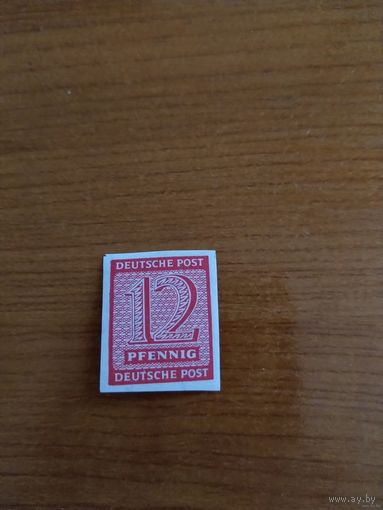 DEUTSCHE POST
12
PFENNIG
DEUTSCHE POST
www.ay.by